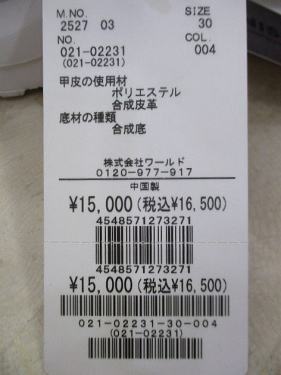 M.NO. SIZE
2527 03 30
NO. COL.
021-02231 004
(021-02231)
甲皮の使用材
ポリエステル
合成皮革
底材の種類
合成底
株式会社ワールド
0120-977-917
中国製
¥15,000(税込¥16,500)
4548571273271
4548571273271
¥15,000(税込¥16,500)
021-02231-30-004
(021-02231)